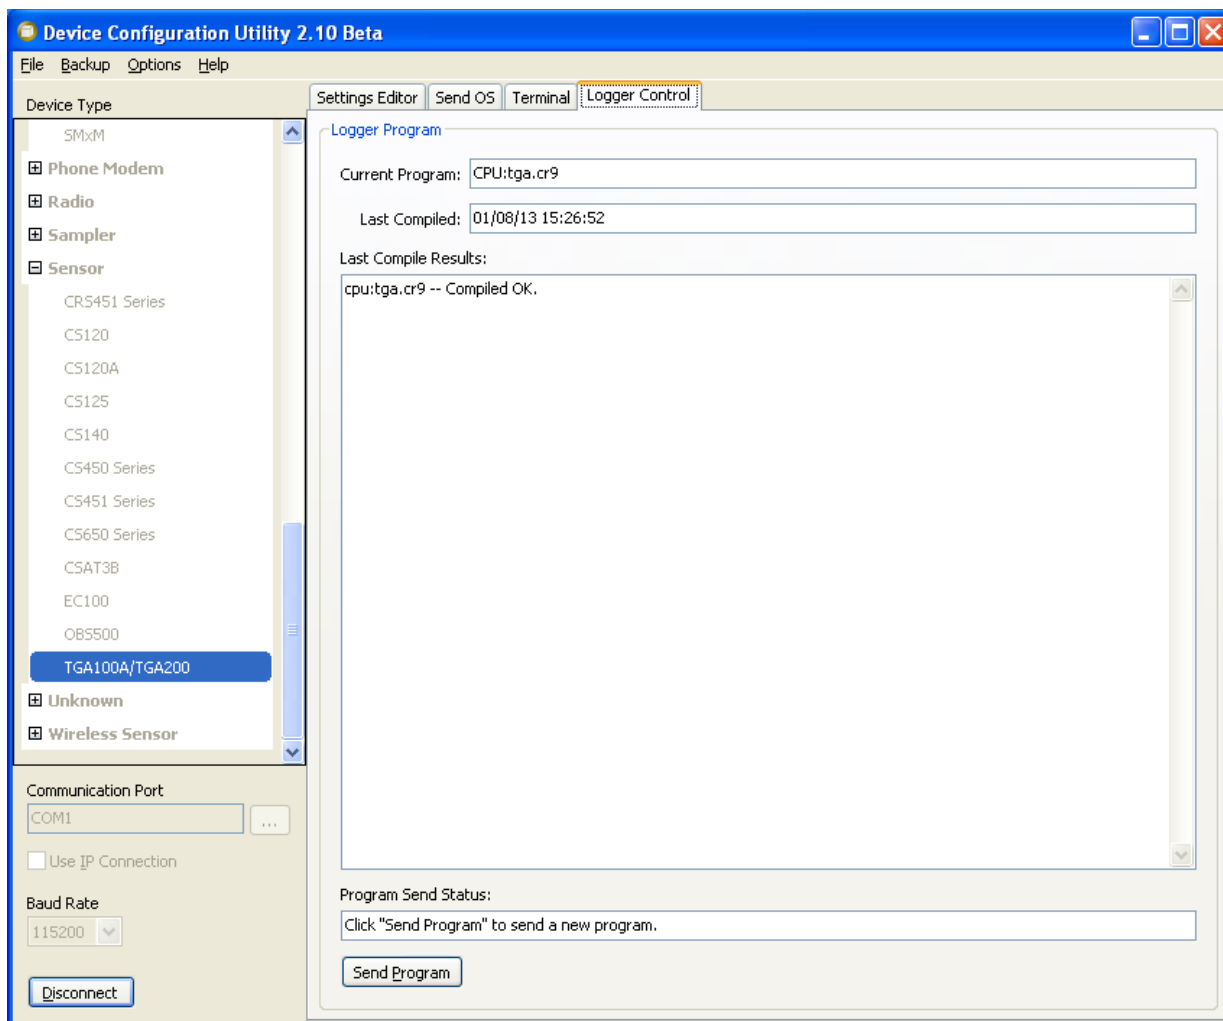 Device Configuration Utility 2.10 Beta
File Backup Options Help
Device Type
SMxM
Phone Modem
Radio
Sampler
Sensor
CRS451 Series
CS120
CS120A
CS125
CS140
CS450 Series
CS451 Series
CS650 Series
CSAT3B
EC100
OBS500
TGA100A/TGA200
Unknown
Wireless Sensor
Communication Port
COM1
...
Use IP Connection
Baud Rate
115200
Disconnect
Settings Editor Send OS Terminal Logger Control
Logger Program
Current Program: CPU:tga.cr9
Last Compiled: 01/08/13 15:26:52
Last Compile Results:
cpu:tga.cr9 -- Compiled OK.
Program Send Status:
Click "Send Program" to send a new program.
Send Program